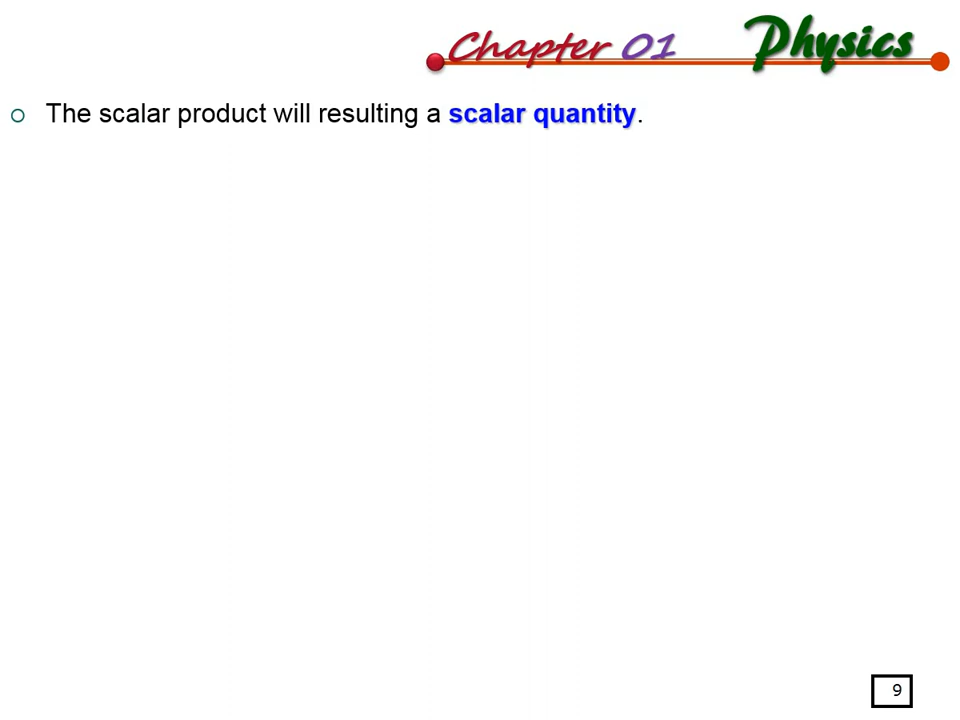 Chapter 01 Physics
○ The scalar product will resulting a scalar quantity.
9